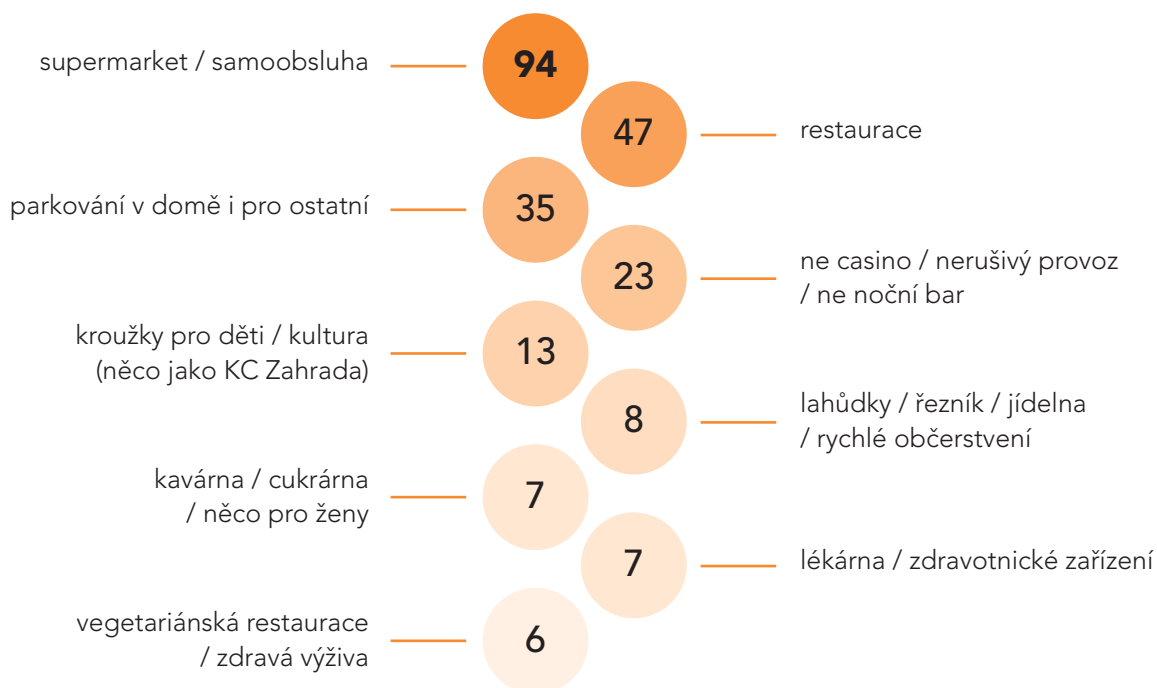 supermarket / samoobsluha
94
47
restaurace
parkování v domě i pro ostatní
35
23
ne casino / nerušivý provoz
/ ne noční bar
kroužky pro děti / kultura
(něco jako KC Zahrada)
13
8
lahůdky / řezník / jídelna
/ rychlé občerstvení
kavárna / cukrárna
/ něco pro ženy
7
7
lékárna / zdravotnické zařízení
vegetariánská restaurace
/ zdravá výživa
6